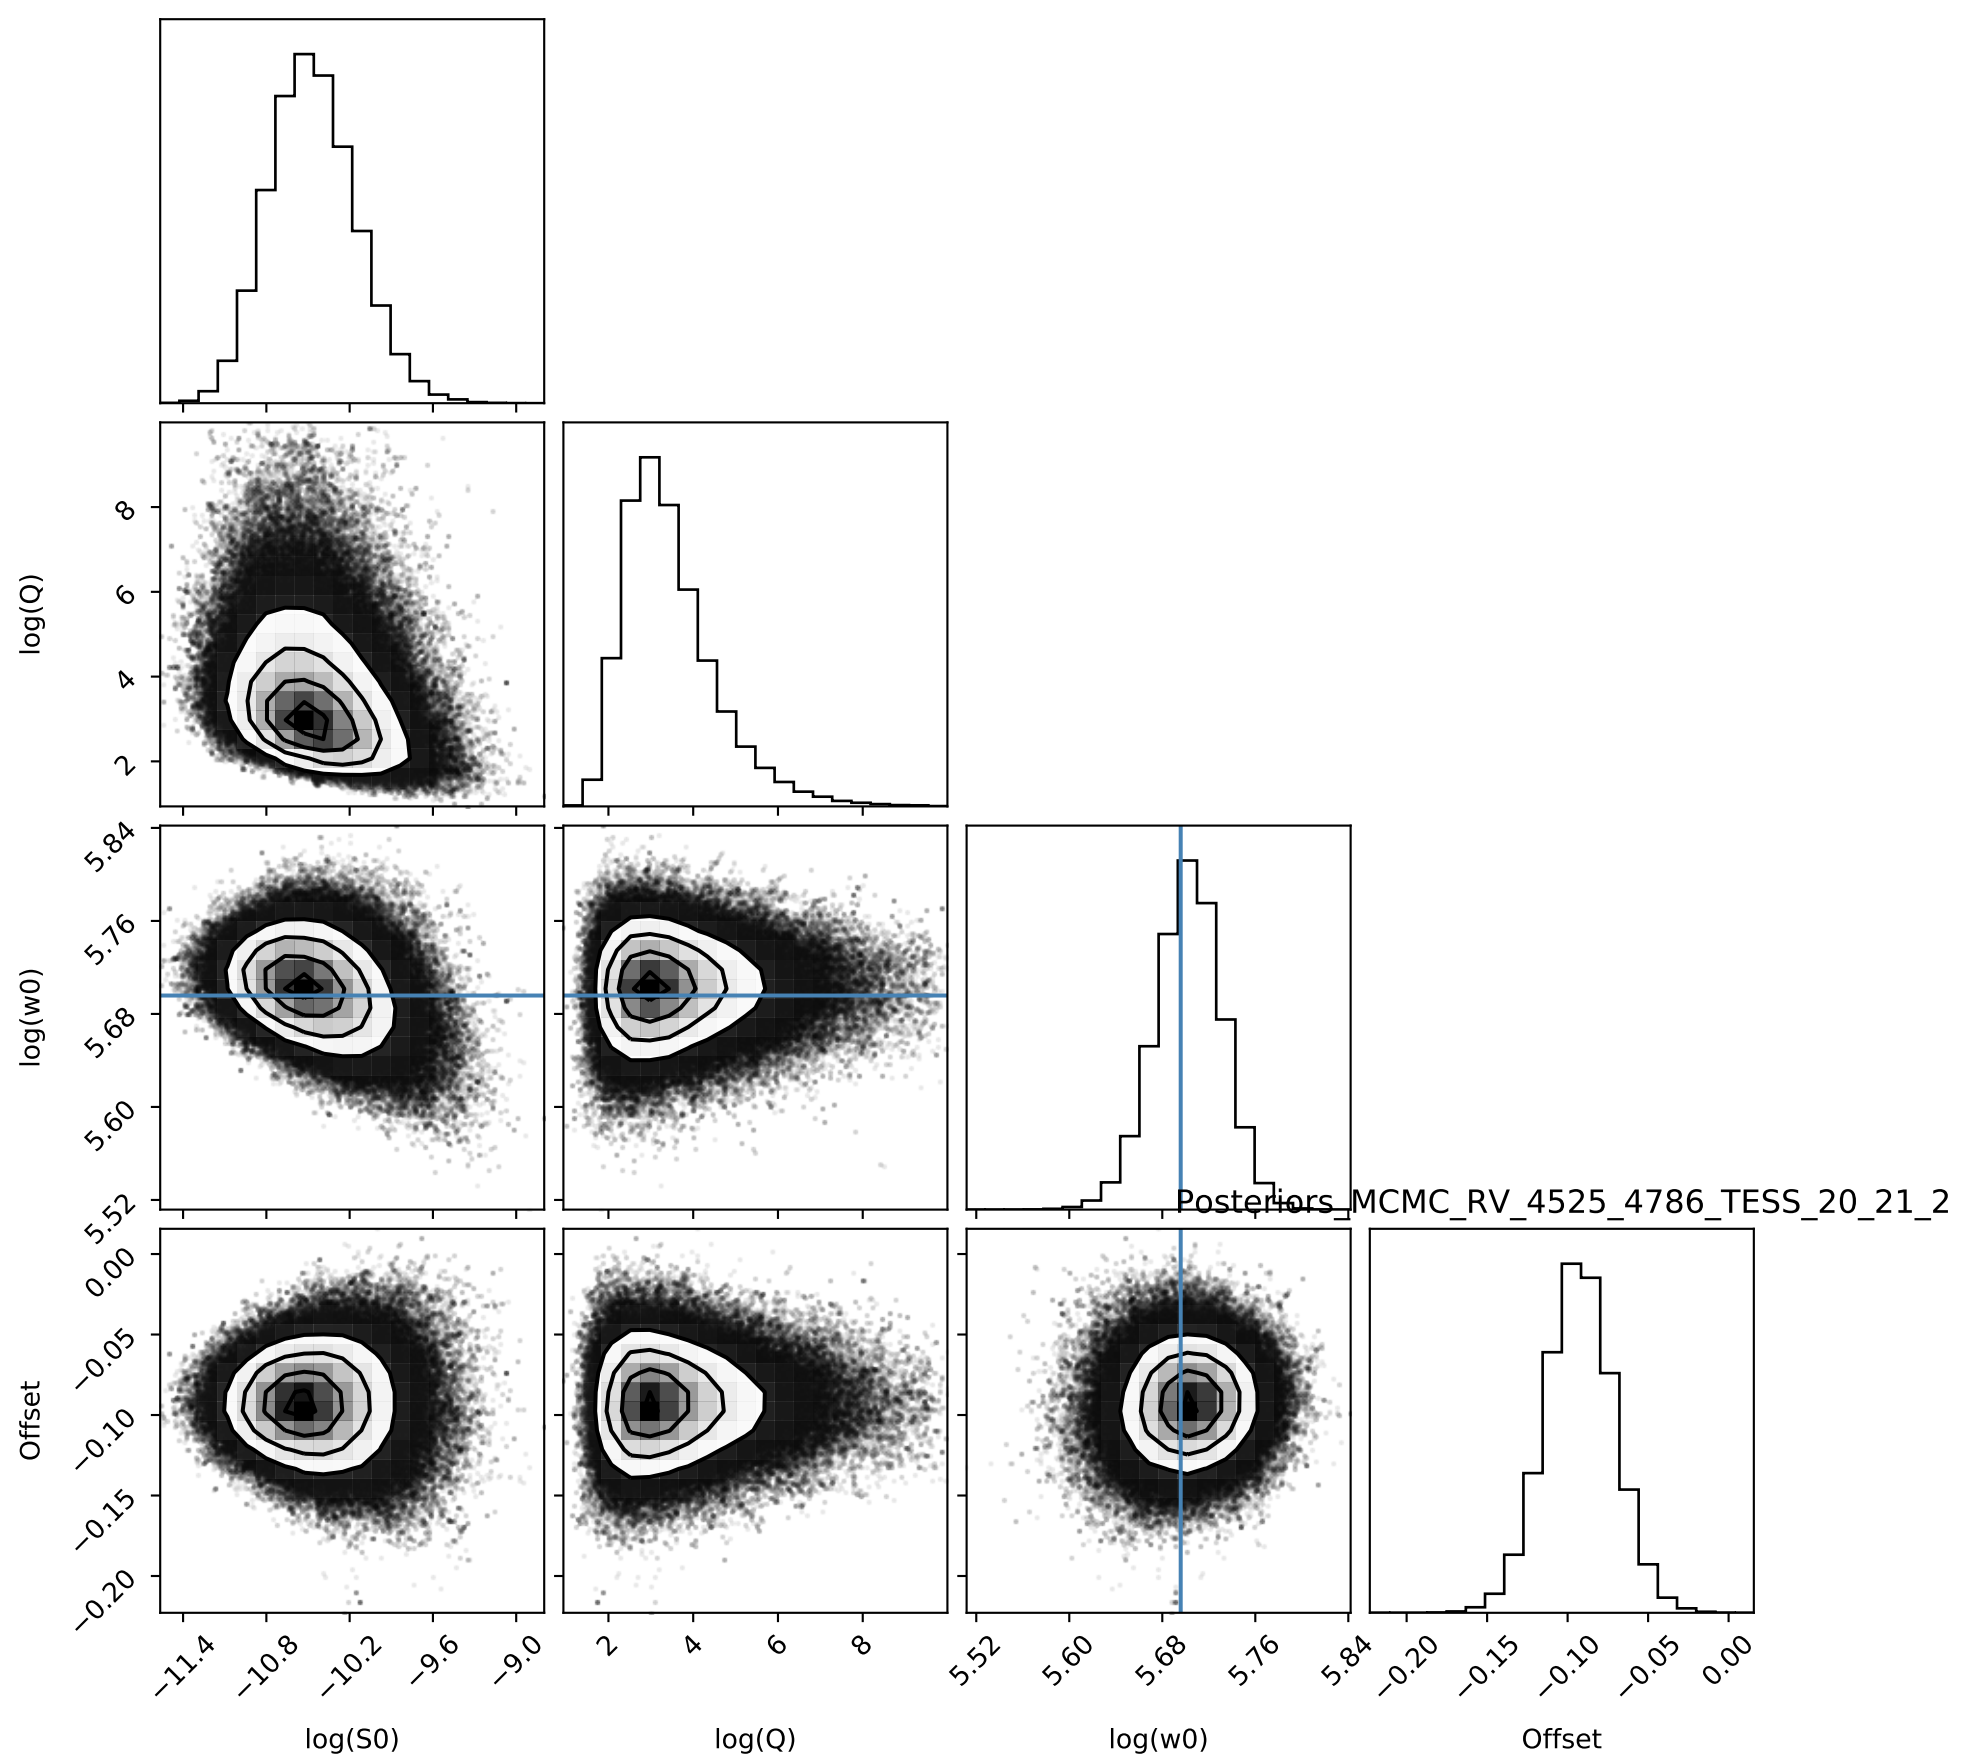 log(Q)
8
6
4
2
log(w0)
5.84
5.76
5.68
5.60
5.52
Posteriors_MCMC_RV_4525_4786_TESS_20_21_2
Offset
0.00
−0.05
−0.10
−0.15
−0.20
−11.4 −10.8 −10.2 −9.6 −9.0 2 4 6 8 5.52 5.60 5.68 5.76 5.84 −0.20 −0.15 −0.10 −0.05 0.00
log(S0) log(Q) log(w0) Offset